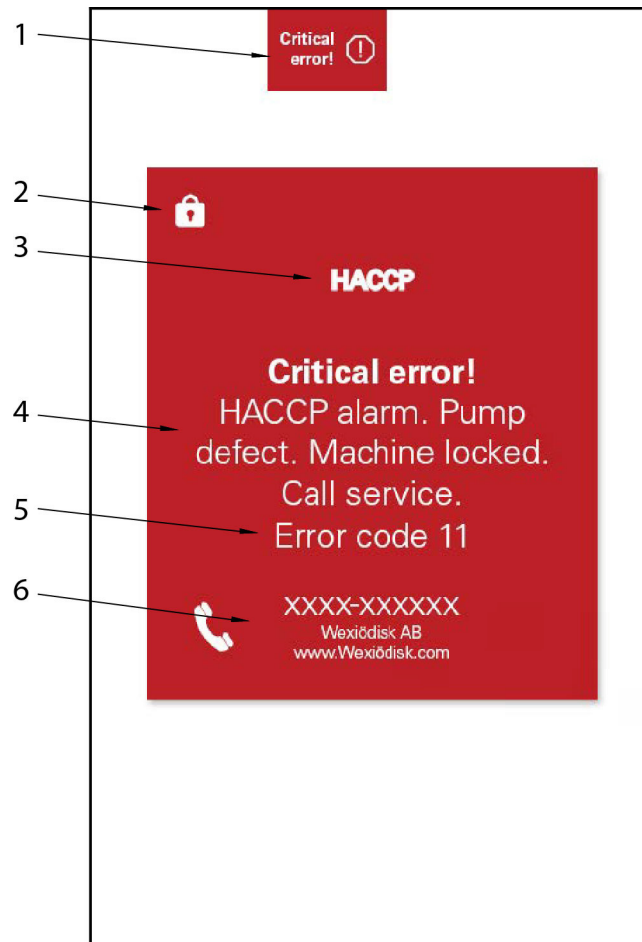 1
Critical
error!
2
3
HACCP
Critical error!
4
HACCP alarm. Pump
defect. Machine locked.
Call service.
5
Error code 11
6
XXXX-XXXXXX
Wexiödisk AB
www.Wexiödisk.com